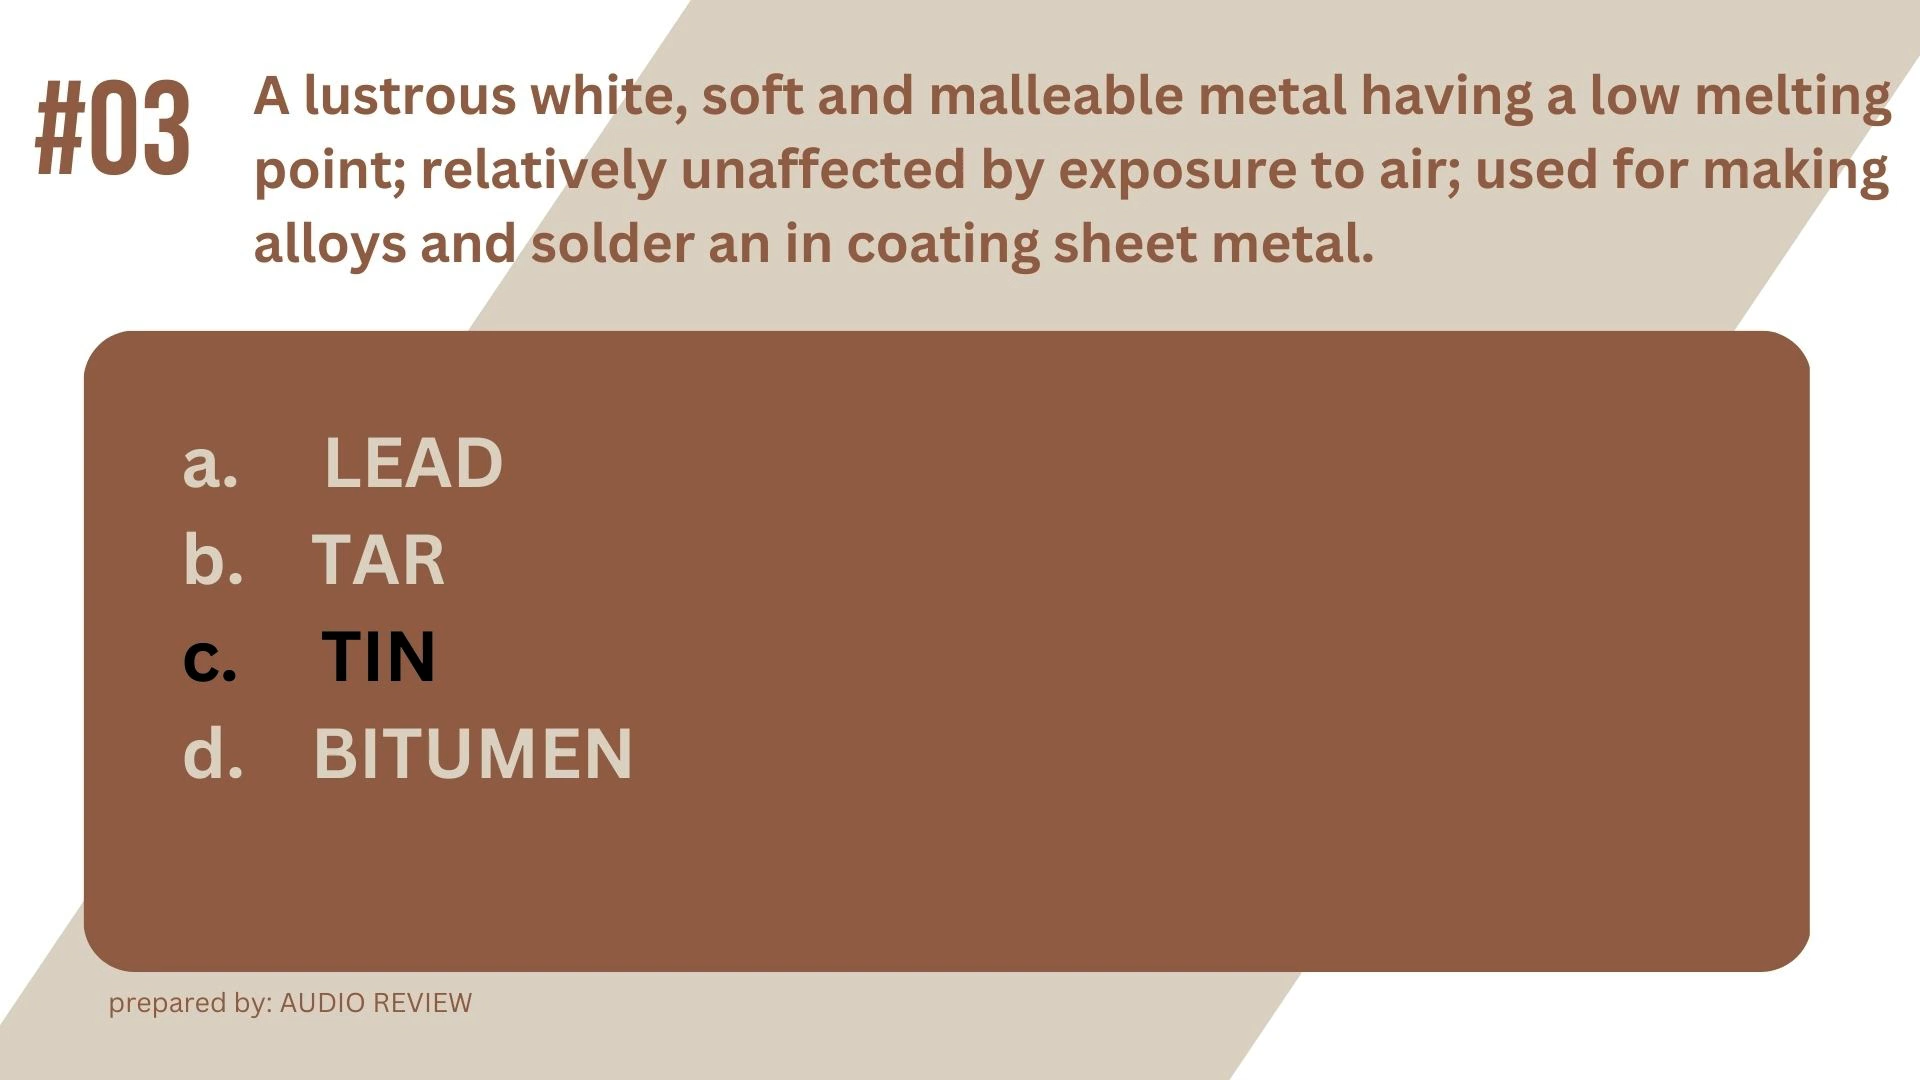 #03
A lustrous white, soft and malleable metal having a low melting
point; relatively unaffected by exposure to air; used for making
alloys and solder an in coating sheet metal.
a. LEAD
b. TAR
c. TIN
d. BITUMEN
prepared by: AUDIO REVIEW